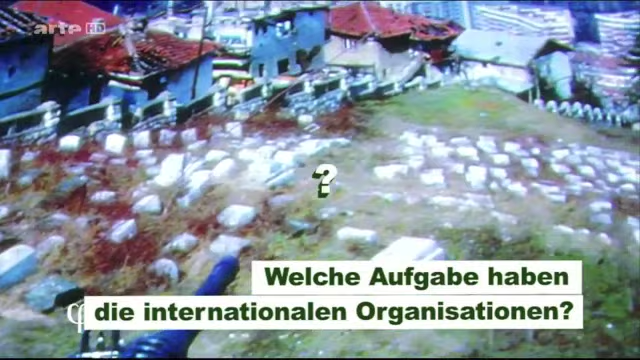 arte HD
?
Welche Aufgabe haben
die internationalen Organisationen?